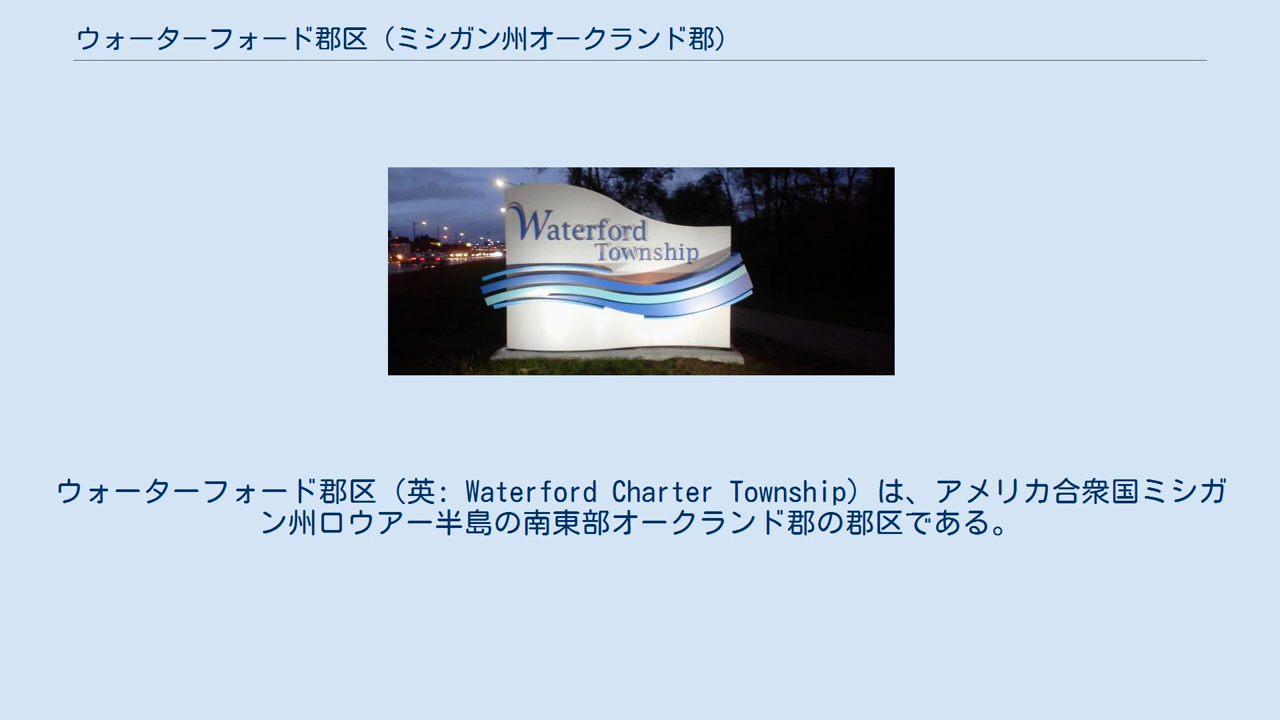 ウォーターフォード郡区（ミシガン州オークランド郡）
Waterford
Township
ウォーターフォード郡区（英: Waterford Charter Township）は、アメリカ合衆国ミシガ
ン州ロウアー半島の南東部オークランド郡の郡区である。